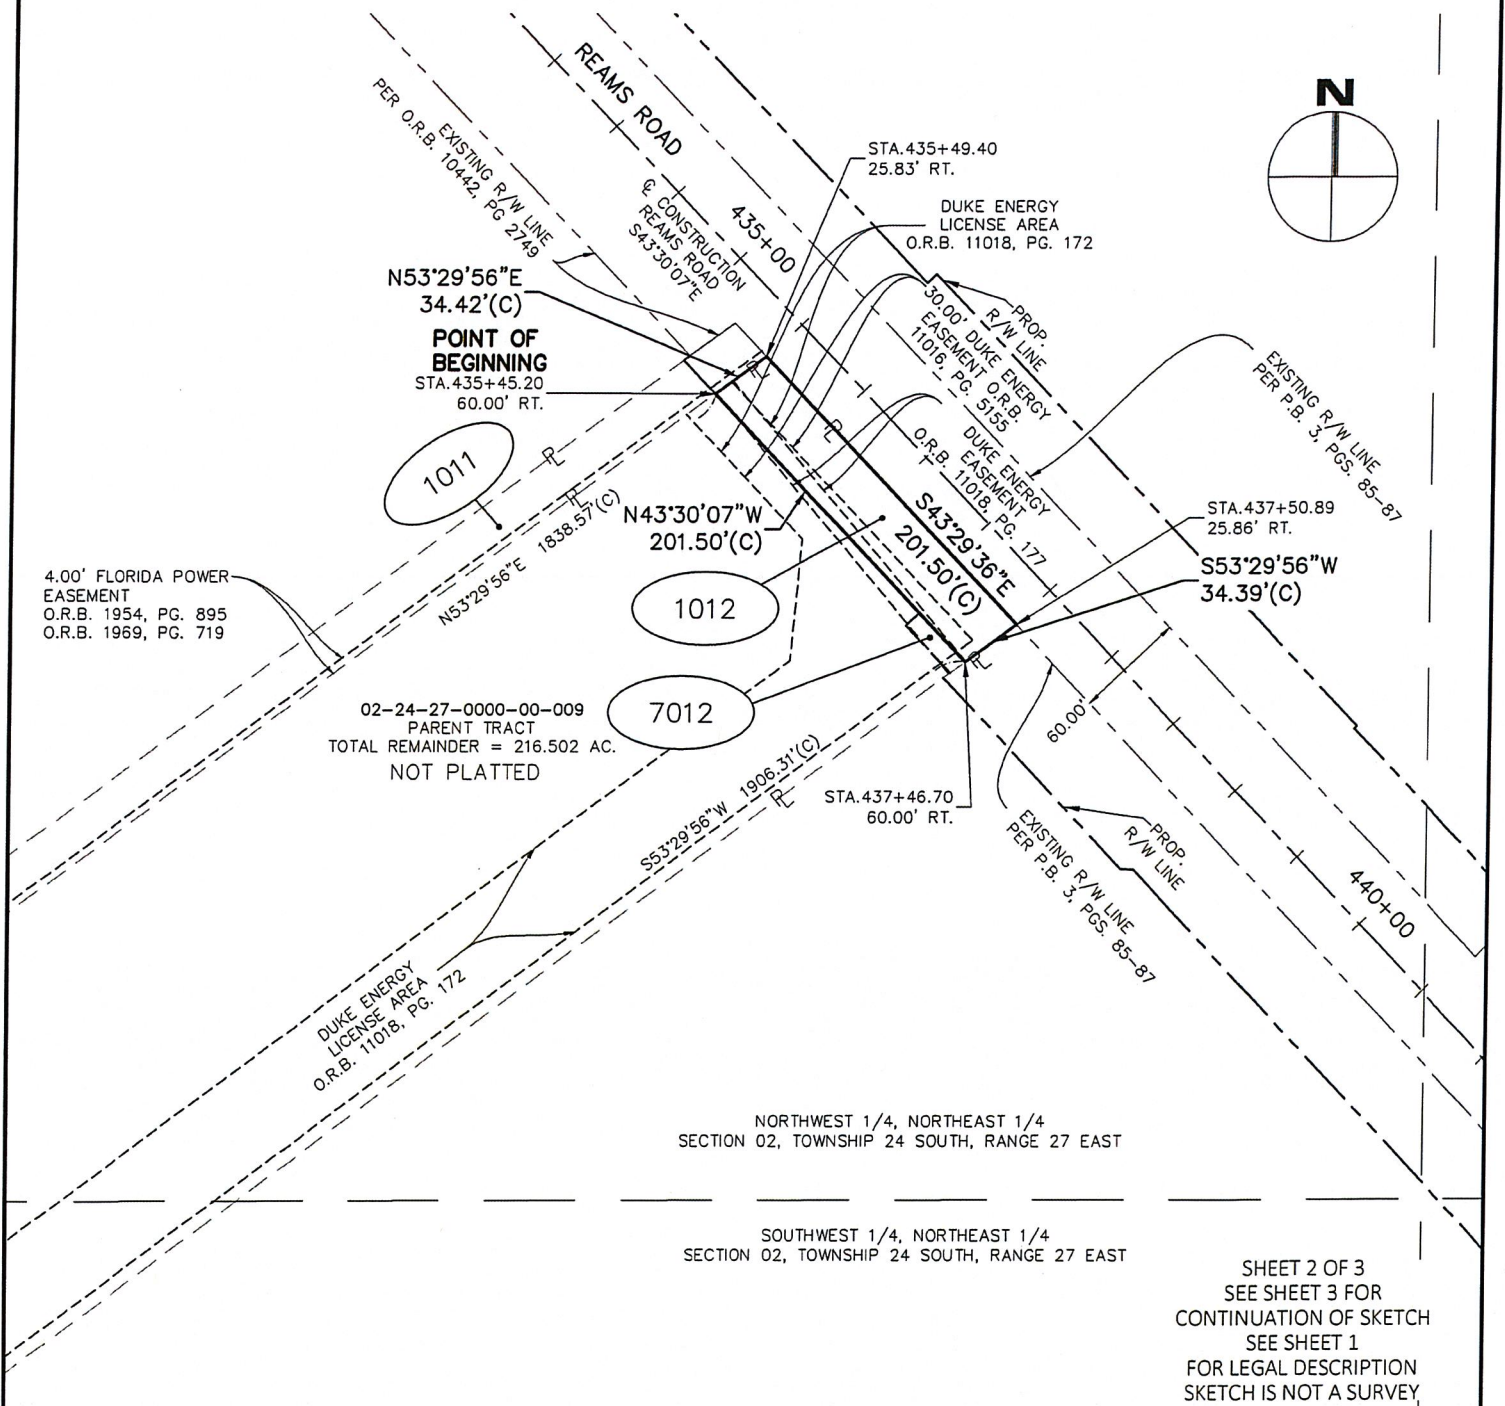 N
REAMS ROAD
EXISTING R/W LINE
PER O.R.B. 10442, PG 2749
℄ CONSTRUCTION
REAMS ROAD
S43°30'07"E
435+00
STA.435+49.40
25.83' RT.
DUKE ENERGY
LICENSE AREA
O.R.B. 11018, PG. 172
N53°29'56"E
34.42'(C)
POINT OF
BEGINNING
STA.435+45.20
60.00' RT.
PROP.
R/W LINE
30.00' DUKE ENERGY
EASEMENT O.R.B.
11016, PG. 5155
EXISTING R/W LINE
PER P.B. 3, PGS. 85-87
DUKE ENERGY
EASEMENT
O.R.B. 11018, PG. 177
1011
N43°30'07"W
201.50'(C)
S43°29'36"E
201.50'(C)
STA.437+50.89
25.86' RT.
S53°29'56"W
34.39'(C)
N53°29'56"E 1838.57'(C)
4.00' FLORIDA POWER
EASEMENT
O.R.B. 1954, PG. 895
O.R.B. 1969, PG. 719
1012
7012
02-24-27-0000-00-009
PARENT TRACT
TOTAL REMAINDER = 216.502 AC.
NOT PLATTED
60.00'
S53°29'56"W 1906.31'(C)
STA.437+46.70
60.00' RT.
EXISTING R/W LINE
PER P.B. 3, PGS. 85-87
PROP.
R/W LINE
440+00
DUKE ENERGY
LICENSE AREA
O.R.B. 11018, PG. 172
NORTHWEST 1/4, NORTHEAST 1/4
SECTION 02, TOWNSHIP 24 SOUTH, RANGE 27 EAST
SOUTHWEST 1/4, NORTHEAST 1/4
SECTION 02, TOWNSHIP 24 SOUTH, RANGE 27 EAST
SHEET 2 OF 3
SEE SHEET 3 FOR
CONTINUATION OF SKETCH
SEE SHEET 1
FOR LEGAL DESCRIPTION
SKETCH IS NOT A SURVEY
PL
PL
PL
PL
PL
PL